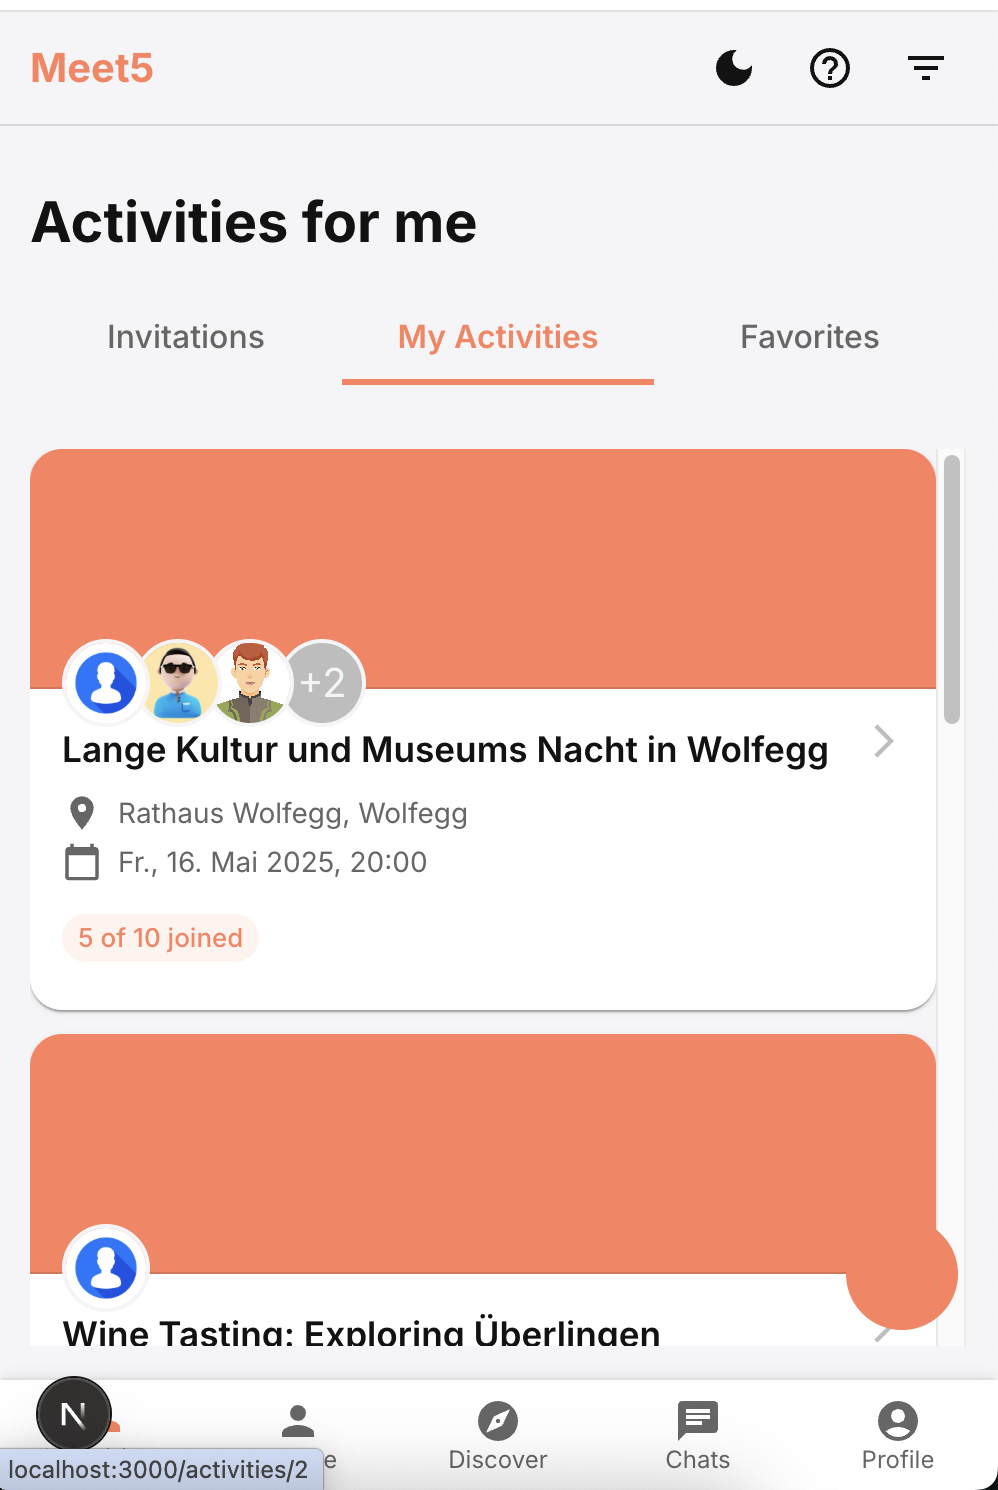 Meet5
Activities for me
Invitations
My Activities
Favorites
+2
Lange Kultur und Museums Nacht in Wolfegg
Rathaus Wolfegg, Wolfegg
Fr., 16. Mai 2025, 20:00
5 of 10 joined
Wine Tasting: Exploring Überlingen
N
Discover
Chats
Profile
localhost:3000/activities/2